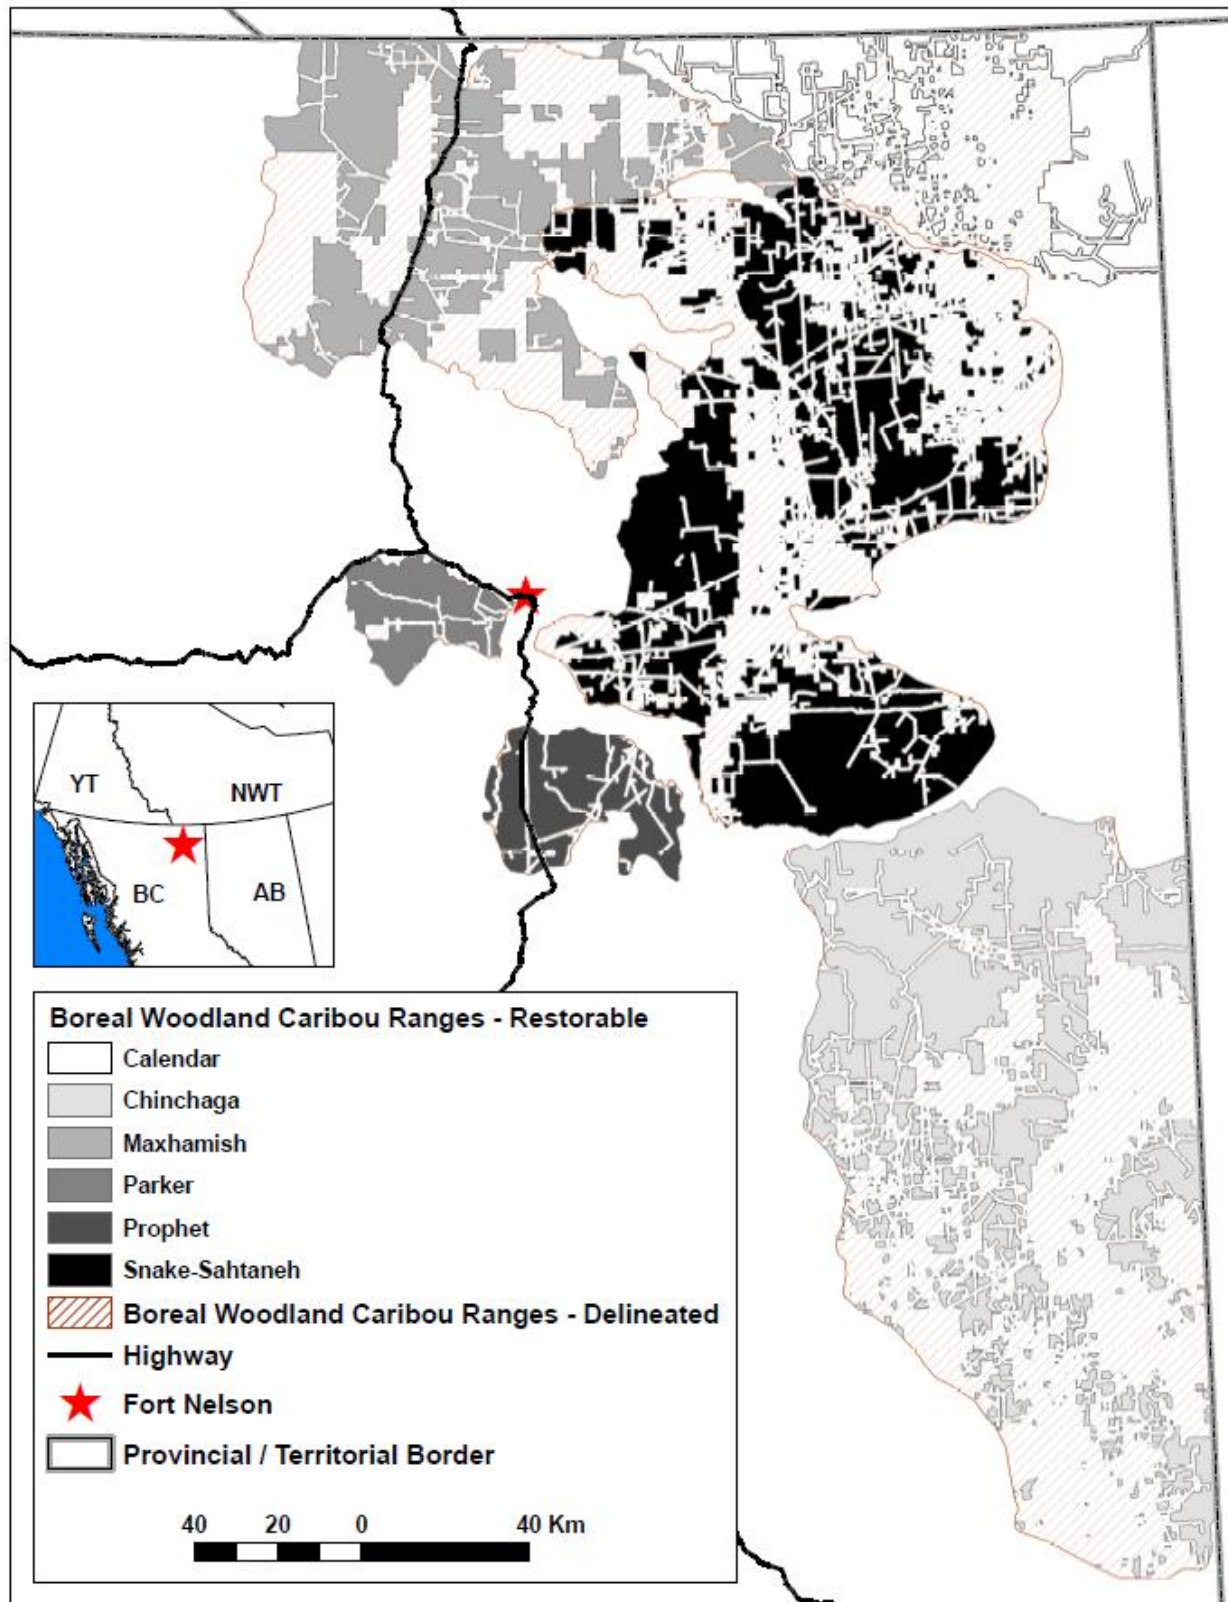 YT
NWT
BC
AB
Boreal Woodland Caribou Ranges - Restorable
Calendar
Chinchaga
Maxhamish
Parker
Prophet
Snake-Sahtaneh
Boreal Woodland Caribou Ranges - Delineated
Highway
Fort Nelson
Provincial / Territorial Border
40 20 0 40 Km